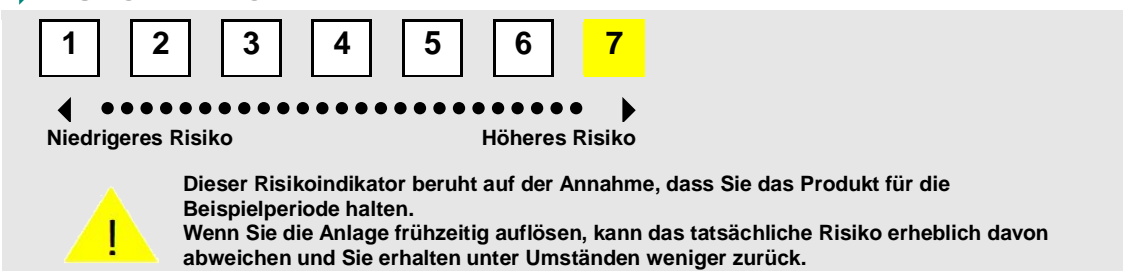 1 2 3 4 5 6 7
Niedrigeres Risiko Höheres Risiko
Dieser Risikoindikator beruht auf der Annahme, dass Sie das Produkt für die
Beispielperiode halten.
! Wenn Sie die Anlage frühzeitig auflösen, kann das tatsächliche Risiko erheblich davon
abweichen und Sie erhalten unter Umständen weniger zurück.